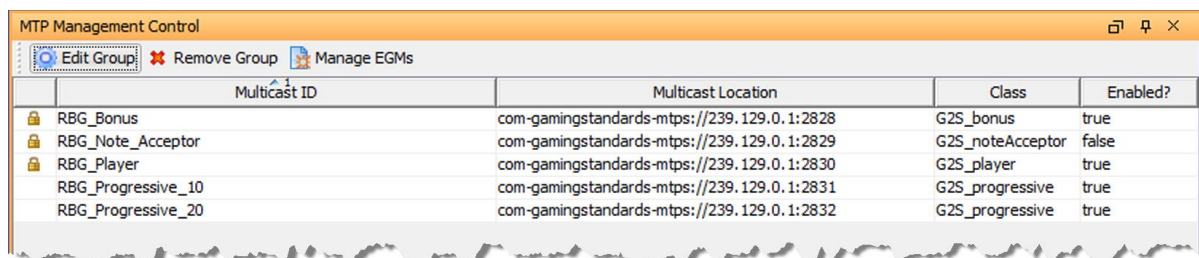 MTP Management Control
Edit Group Remove Group Manage EGMs
Multicast ID 1 Multicast Location Class Enabled?
RBG_Bonus com-gamingstandards-mtps://239.129.0.1:2828 G2S_bonus true
RBG_Note_Acceptor com-gamingstandards-mtps://239.129.0.1:2829 G2S_noteAcceptor false
RBG_Player com-gamingstandards-mtps://239.129.0.1:2830 G2S_player true
RBG_Progressive_10 com-gamingstandards-mtps://239.129.0.1:2831 G2S_progressive true
RBG_Progressive_20 com-gamingstandards-mtps://239.129.0.1:2832 G2S_progressive true